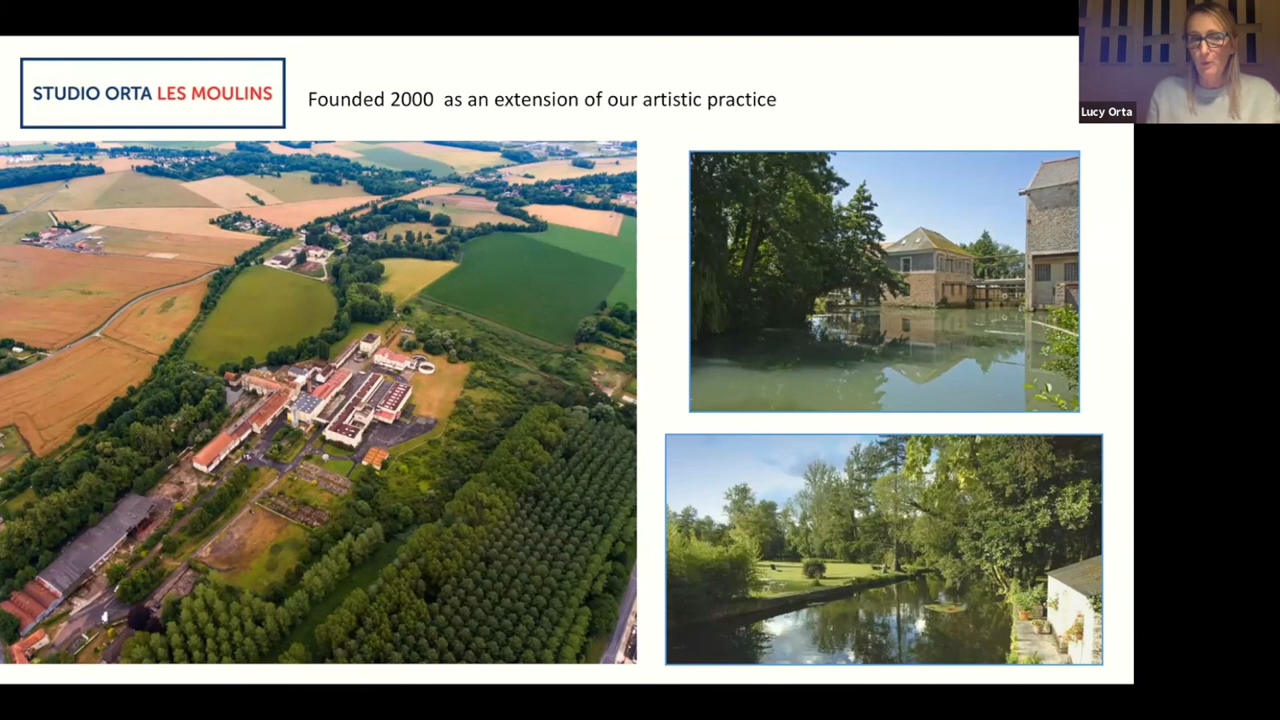 STUDIO ORTA LES MOULINS
Founded 2000 as an extension of our artistic practice
Lucy Orta